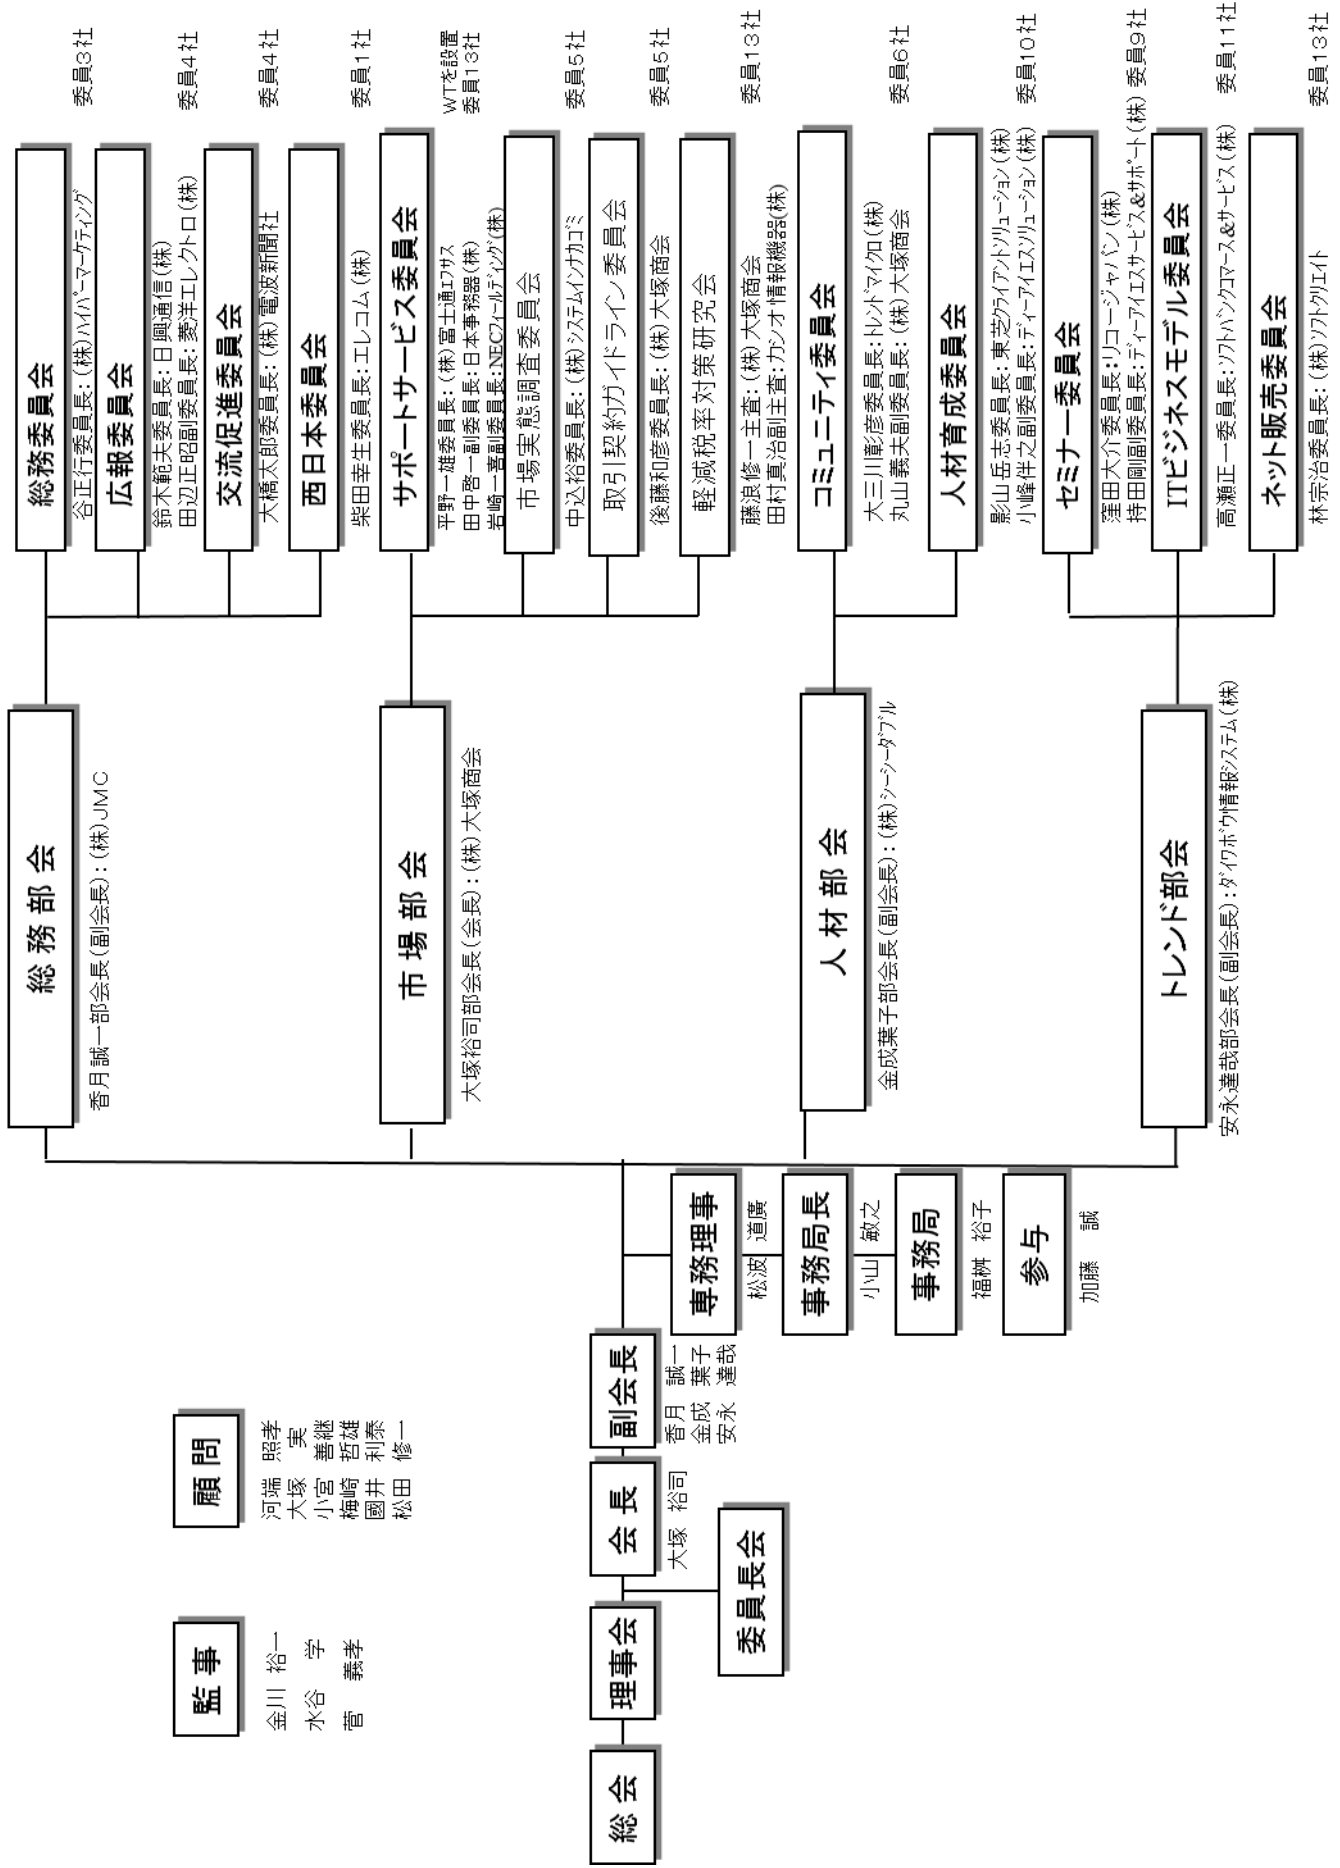 総会
理事会
委員長会
会長
大塚 裕司
副会長
香月 誠一
金成 葉子
安永 達哉
監事
金川 裕一
水谷 学
菅 義孝
顧問
河端 照孝
大塚 実
小宮 善継
梅崎 哲雄
國井 利泰
松田 修一
専務理事
松波 道廣
事務局長
小山 敏之
事務局
福桝 裕子
参与
加藤 誠
総務部会
香月誠一部会長(副会長):(株)JMC
総務委員会
谷正行委員長:(株)ハイパーマーケティング
委員3社
広報委員会
鈴木範夫委員長:日興通信(株)
田辺正昭副委員長:菱洋エレクトロ(株)
委員4社
交流促進委員会
大橋太郎委員長:(株)電波新聞社
委員4社
西日本委員会
柴田幸生委員長:エレコム(株)
委員11社
市場部会
大塚裕司部会長(会長):(株)大塚商会
サポートサービス委員会
平野一雄委員長:(株)富士通エフサス
田中啓一副委員長:日本事務器(株)
岩崎一喜副委員長:NECフィールディング(株)
WTを設置
委員13社
市場実態調査委員会
中込裕委員長:(株)システムインナカゴミ
委員5社
取引契約ガイドライン委員会
後藤和彦委員長:(株)大塚商会
委員5社
軽減税率対策研究会
藤浪修一主査:(株)大塚商会
田村真治副主査:カシオ情報機器(株)
委員13社
人材部会
金成葉子部会長(副会長):(株)シーシーダブル
コミュニティ委員会
大三川彰彦委員長:トレンドマイクロ(株)
丸山義夫副委員長:(株)大塚商会
委員6社
人材育成委員会
影山岳志委員長:東芝クライアントソリューション(株)
小峰伴之副委員長:ディーアイエスソリューション(株)
委員10社
トレンド部会
安永達哉部会長(副会長):ダイワボウ情報システム(株)
セミナー委員会
窪田大介委員長:リコージャパン(株)
持田剛副委員長:ディーアイエスサービス&サポート(株) 委員9社
ITビジネスモデル委員会
高瀬正一委員長:ソフトバンクコマース&サービス(株)
委員11社
ネット販売委員会
林宗治委員長:(株)ソフトクリエイト
委員13社